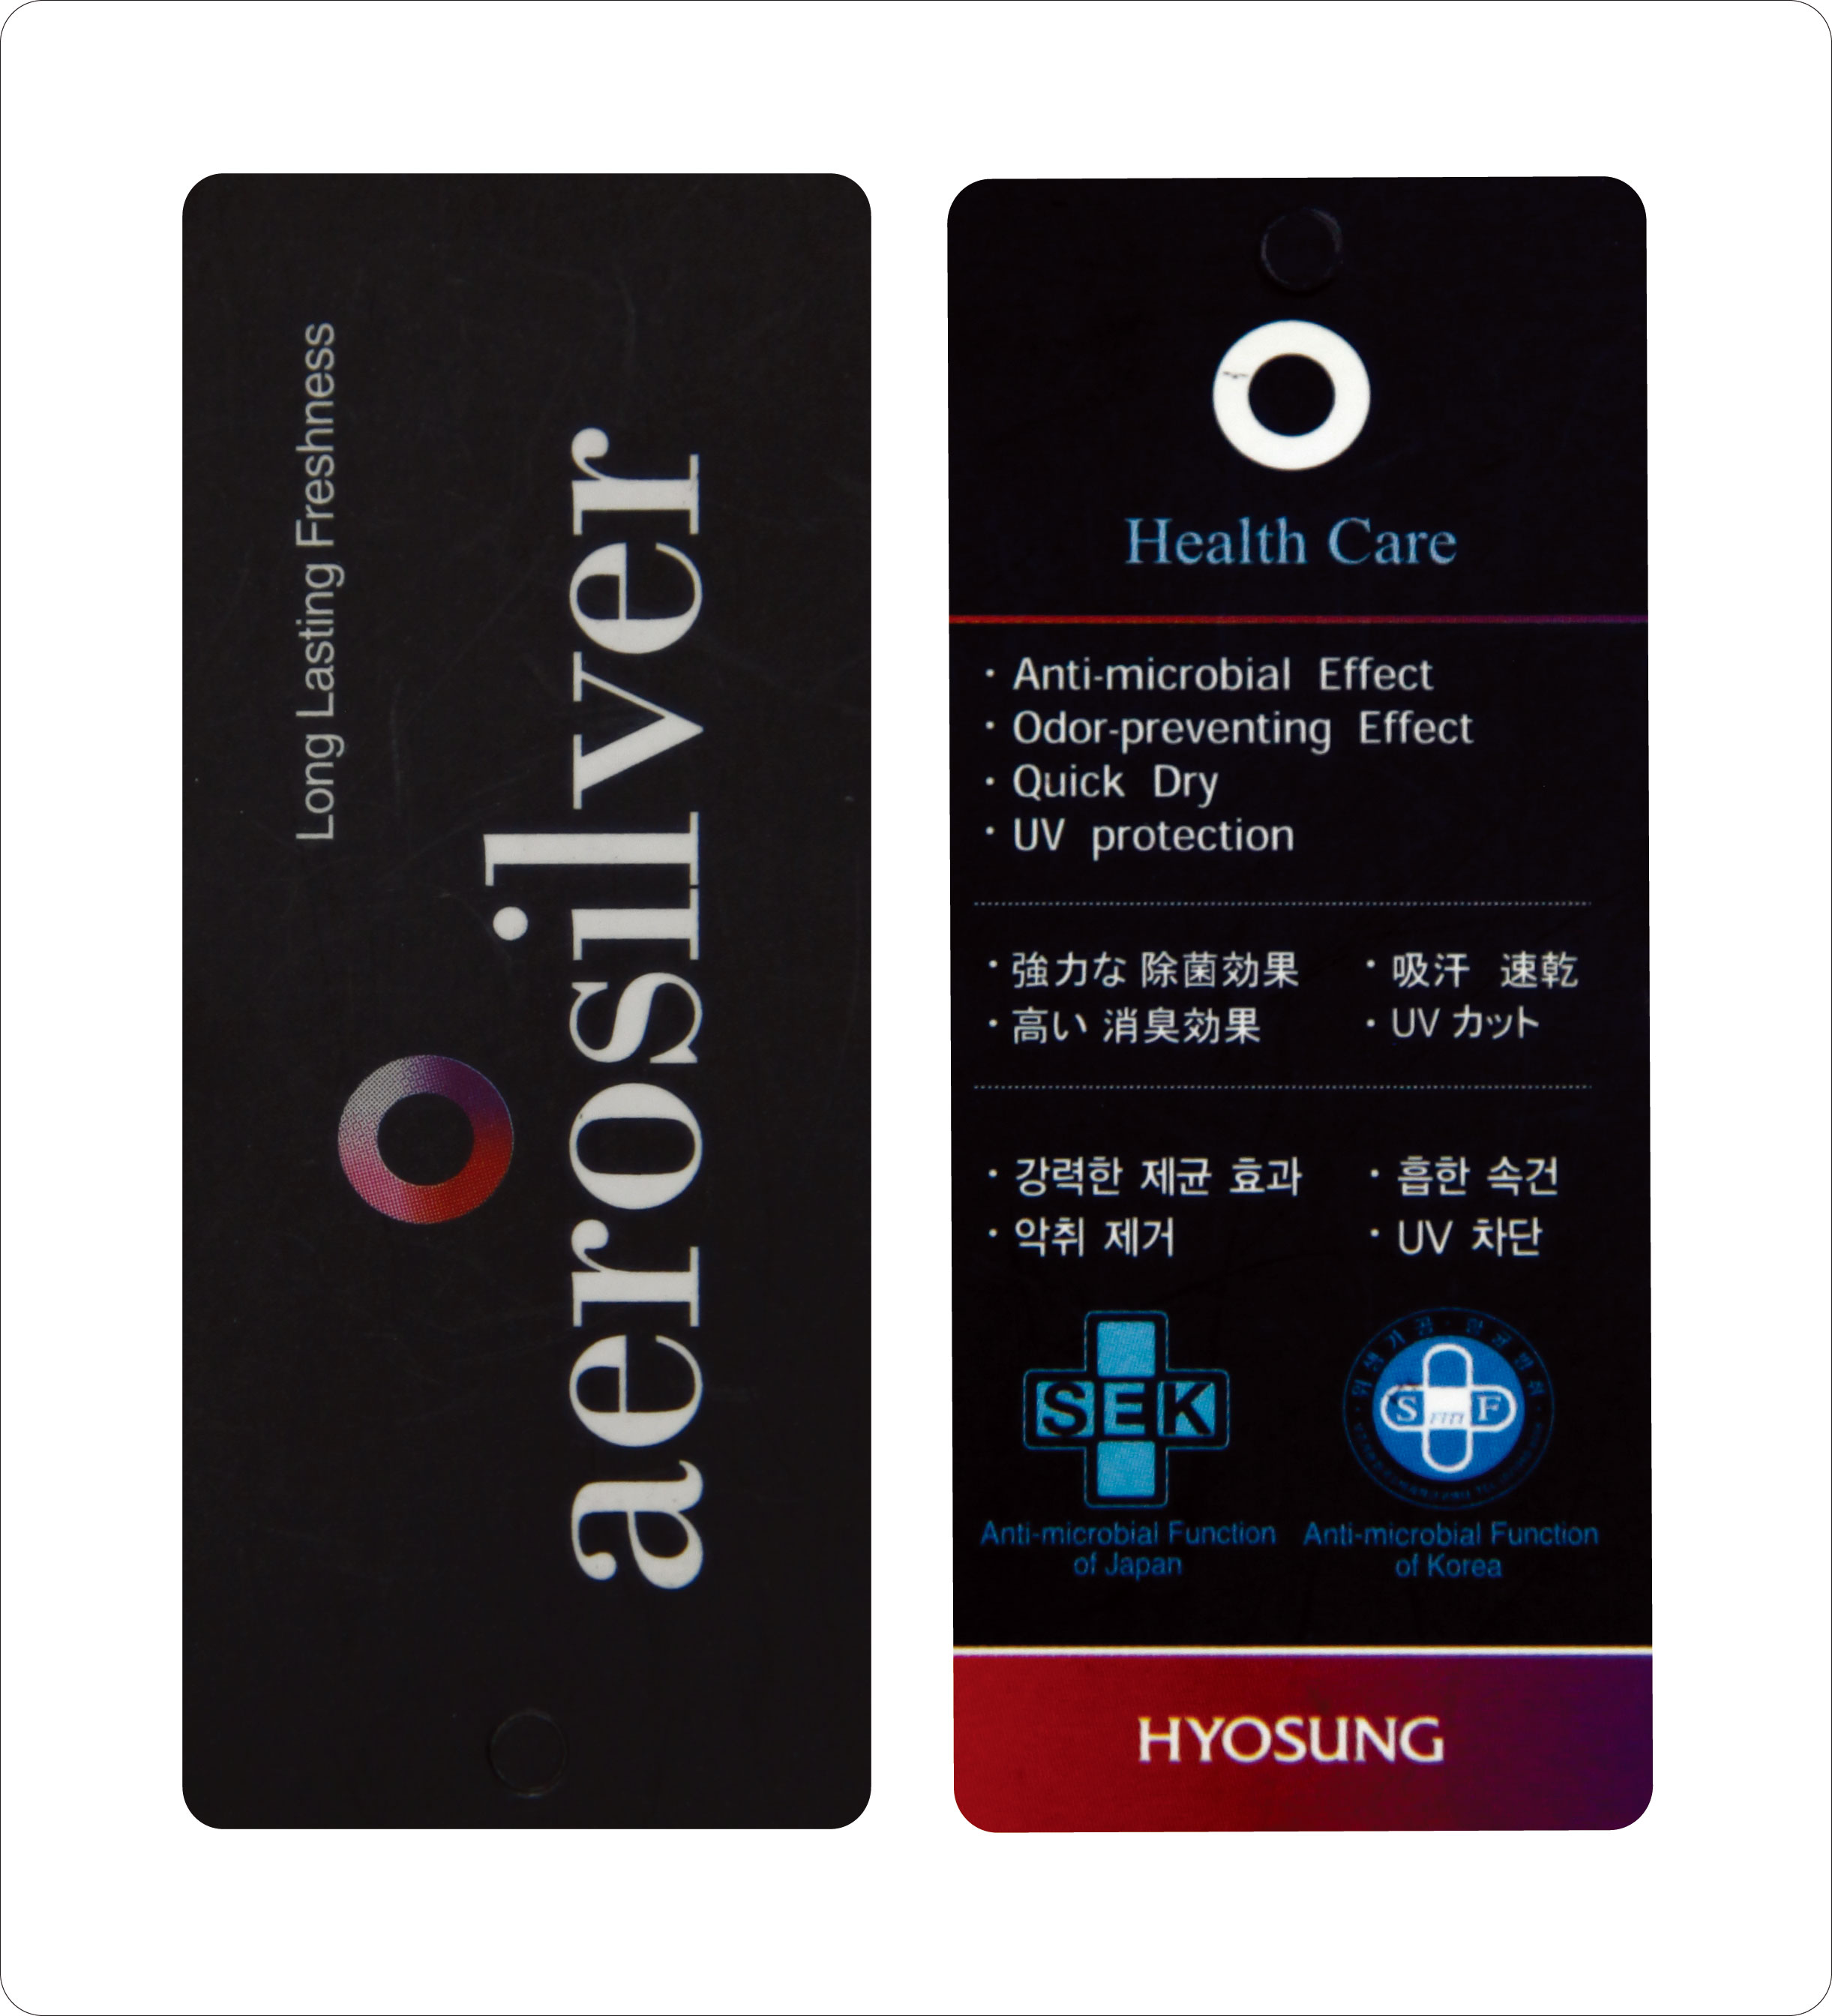 Long Lasting Freshness
aerosilver
Health Care
· Anti-microbial Effect
· Odor-preventing Effect
· Quick Dry
· UV protection
· 強力な 除菌効果
· 吸汗 速乾
· 高い 消臭効果
· UV カット
· 강력한 제균 효과
· 흡한 속건
· 악취 제거
· UV 차단
SEK
S FITI F
Anti-microbial Function
of Japan
Anti-microbial Function
of Korea
HYOSUNG